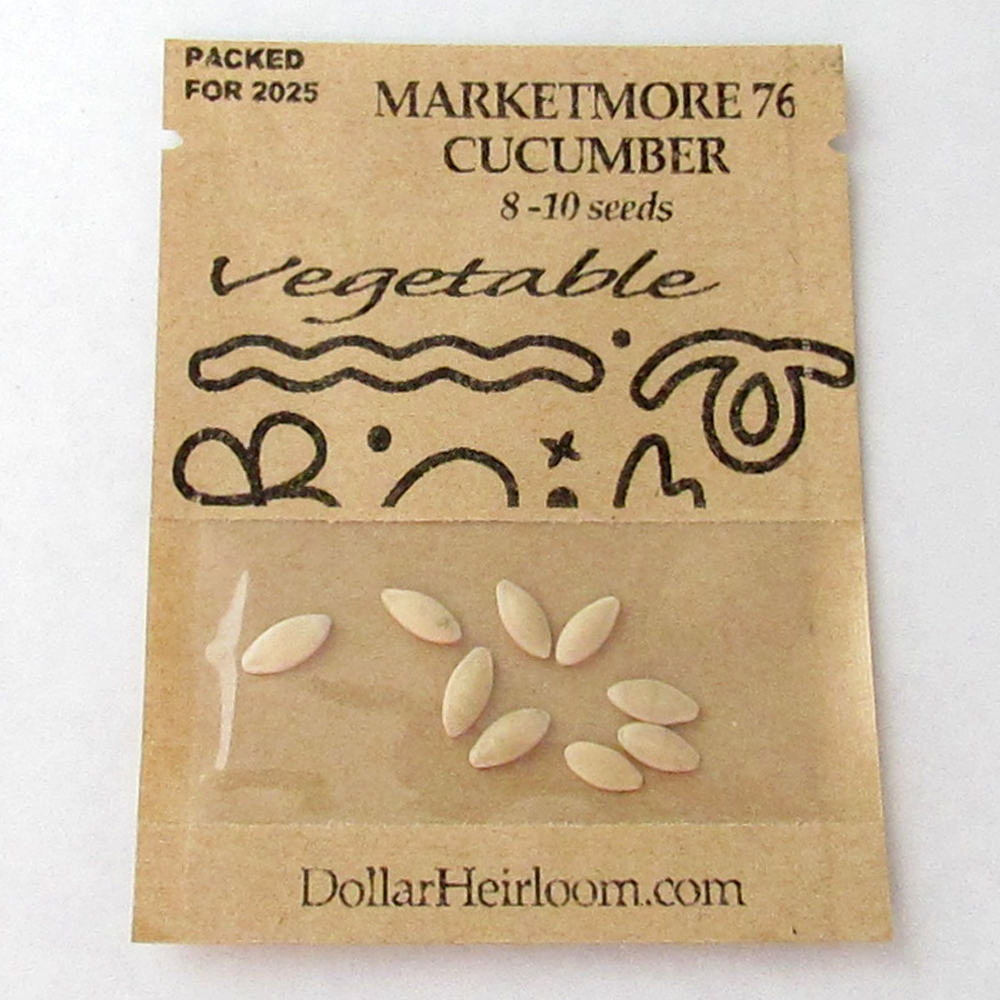 PACKED
FOR 2025
MARKETMORE 76
CUCUMBER
8 -10 seeds
Vegetable
DollarHeirloom.com